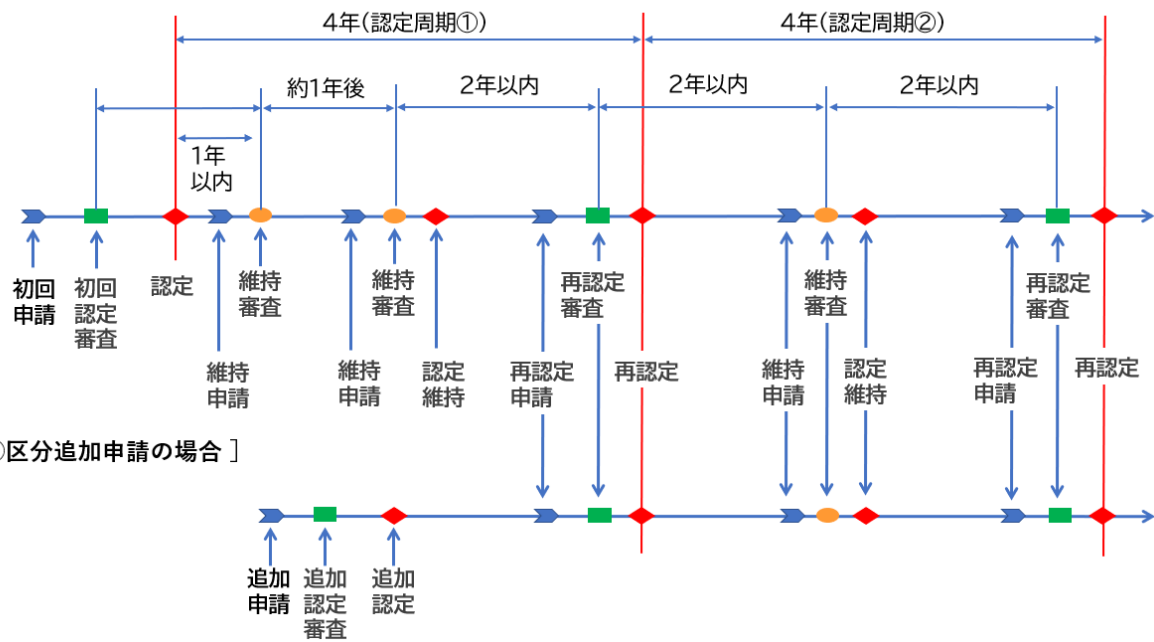 4年(認定周期①)
4年(認定周期②)
約1年後
2年以内
2年以内
2年以内
1年
以内
初回
申請
初回
認定
審査
認定
維持
申請
維持
審査
維持
申請
維持
審査
認定
維持
再認定
申請
再認定
審査
再認定
維持
申請
維持
審査
認定
維持
再認定
申請
再認定
審査
再認定
区分追加申請の場合 ]
追加
申請
追加
認定
審査
追加
認定